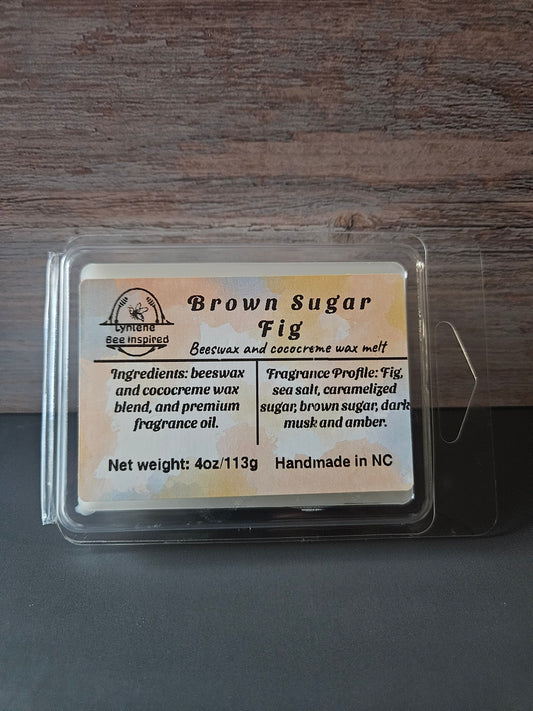 Lyniene
Bee Inspired
Brown Sugar
Fig
Beeswax and cococreme wax melt
Ingredients: beeswax
and cococreme wax
blend, and premium
fragrance oil.
Fragrance Profile: Fig,
sea salt, caramelized
sugar, brown sugar, dark
musk and amber.
Net weight: 4oz/113g
Handmade in NC